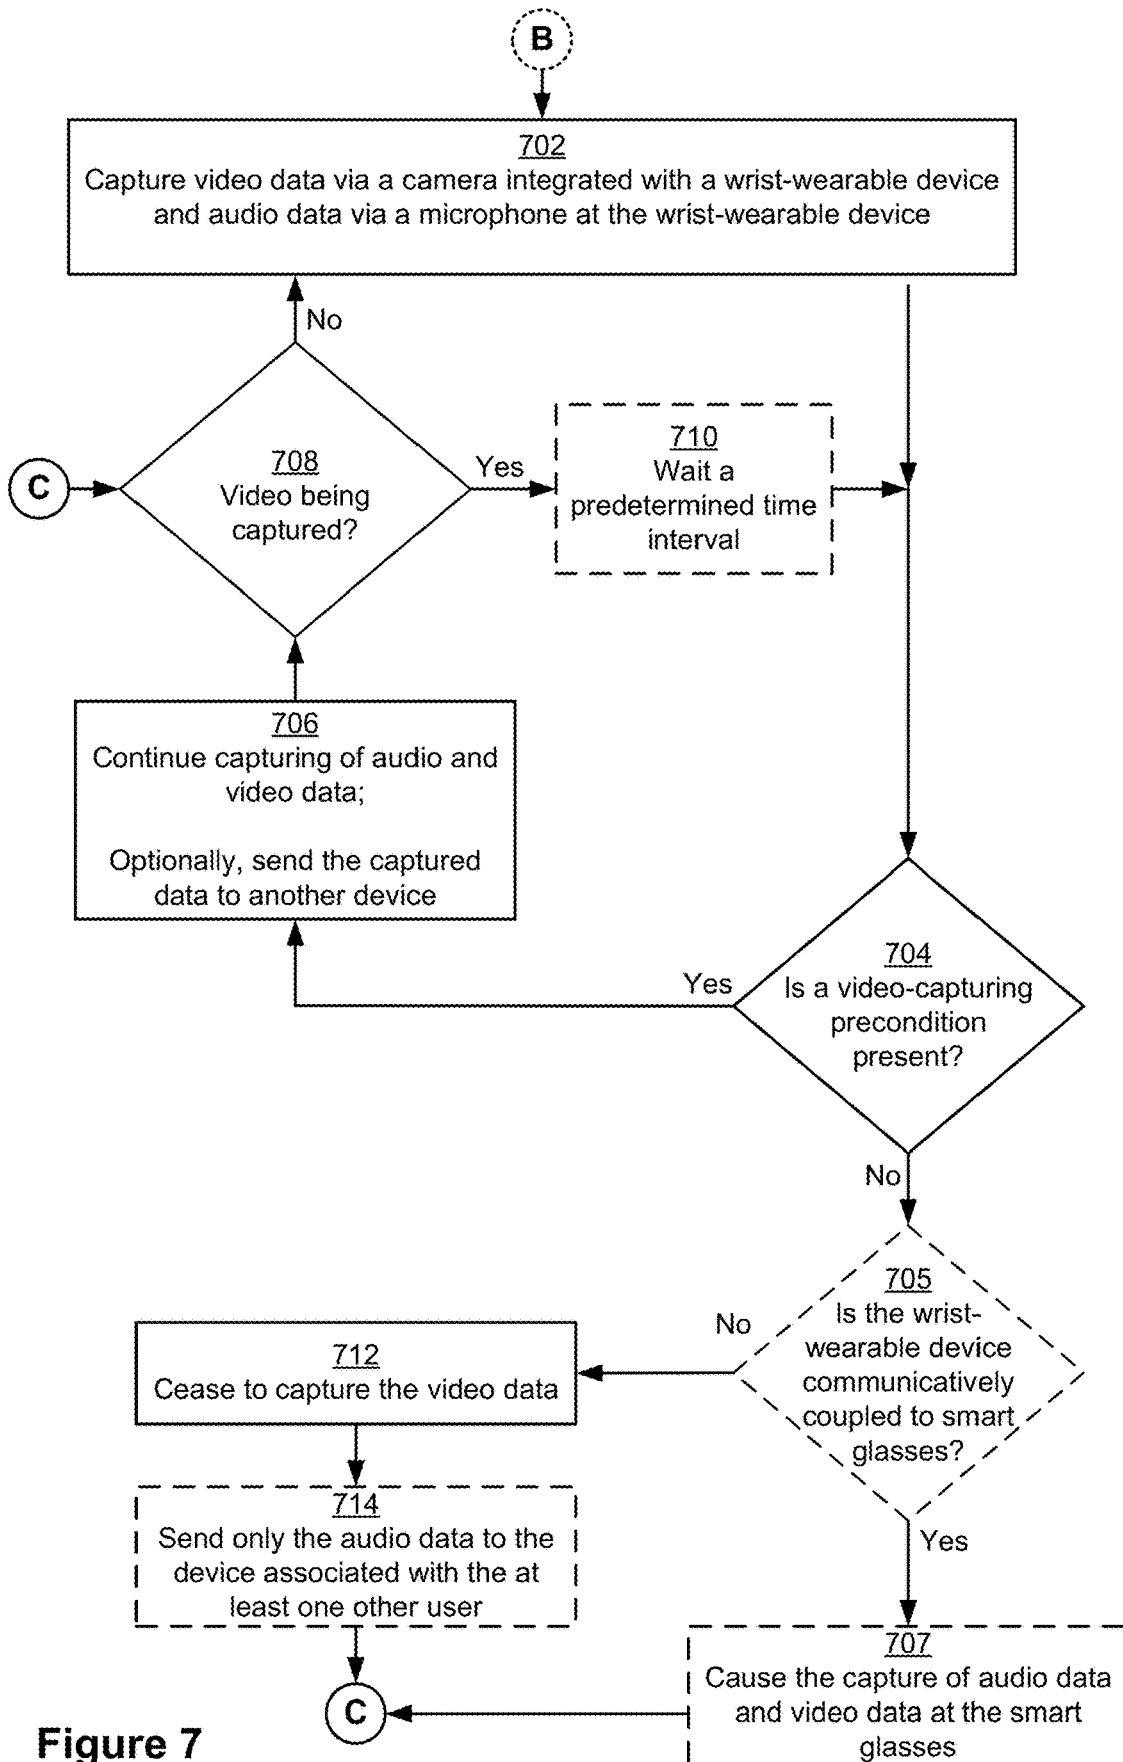 B
702
Capture video data via a camera integrated with a wrist-wearable device
and audio data via a microphone at the wrist-wearable device
No
C
708
Video being
captured?
Yes
710
Wait a
predetermined time
interval
706
Continue capturing of audio and
video data;
Optionally, send the captured
data to another device
Yes
704
Is a video-capturing
precondition
present?
No
705
Is the wrist-
wearable device
communicatively
coupled to smart
glasses?
No
712
Cease to capture the video data
714
Send only the audio data to the
device associated with the at
least one other user
Yes
707
Cause the capture of audio data
and video data at the smart
glasses
C
Figure 7